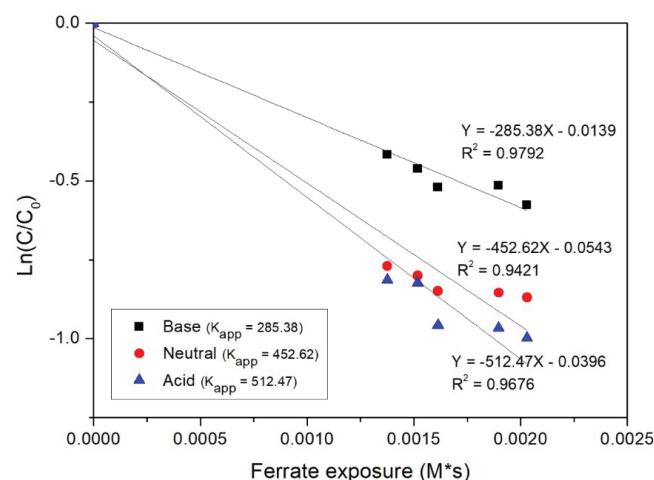 0.0
Y = -285.38X - 0.0139
R² = 0.9792
-0.5
Ln(C/C₀)
Y = -452.62X - 0.0543
R² = 0.9421
-1.0
Base (Kapp = 285.38)
Neutral (Kapp = 452.62)
Acid (Kapp = 512.47)
Y = -512.47X - 0.0396
R² = 0.9676
0.0000 0.0005 0.0010 0.0015 0.0020 0.0025
Ferrate exposure (M*s)